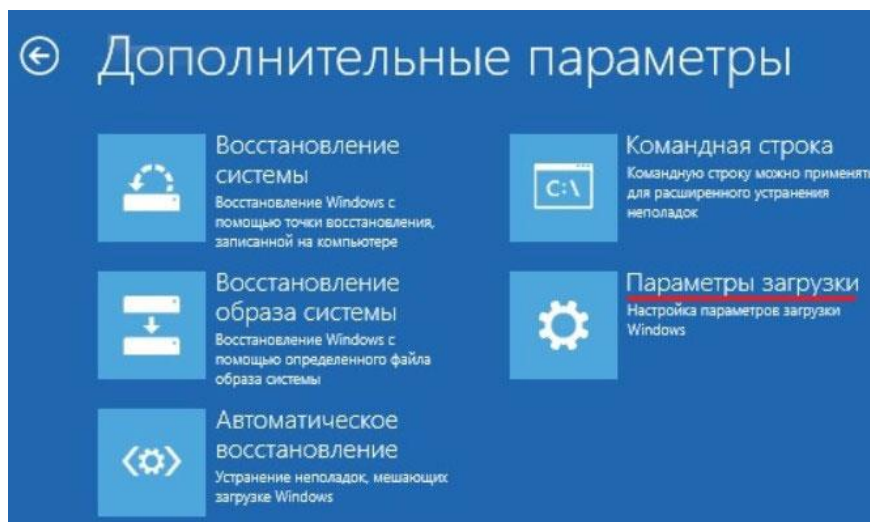 Дополнительные параметры
Восстановление
системы
Восстановление Windows с
помощью точки восстановления,
записанной на компьютере
Восстановление
образа системы
Восстановление Windows с
помощью определенного файла
образа системы
Автоматическое
восстановление
Устранение неполадок, мешающих
загрузке Windows
Командная строка
Командную строку можно применять
для расширенного устранения
неполадок
C:\
Параметры загрузки
Настройка параметров загрузки
Windows